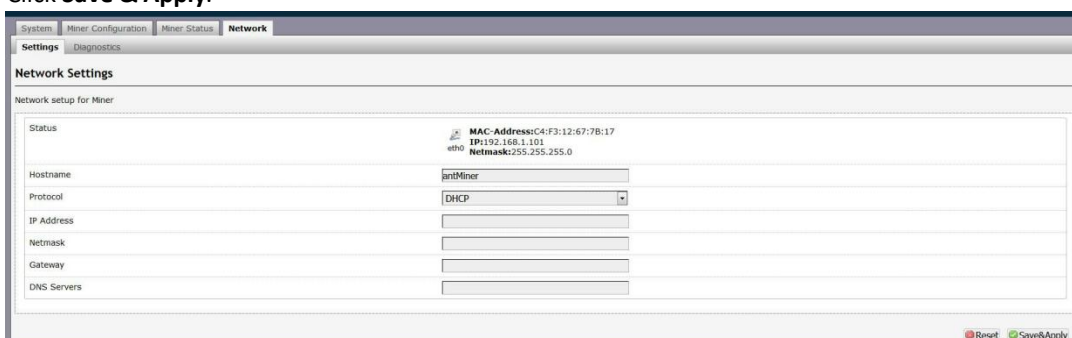 Click Save & Apply.
System Miner Configuration Miner Status Network
Settings Diagnostics
Network Settings
Network setup for Miner
Status
MAC-Address:C4:F3:12:67:7B:17
IP:192.168.1.101
eth0 Netmask:255.255.255.0
Hostname antMiner
Protocol DHCP
IP Address
Netmask
Gateway
DNS Servers
Reset Save&Apply